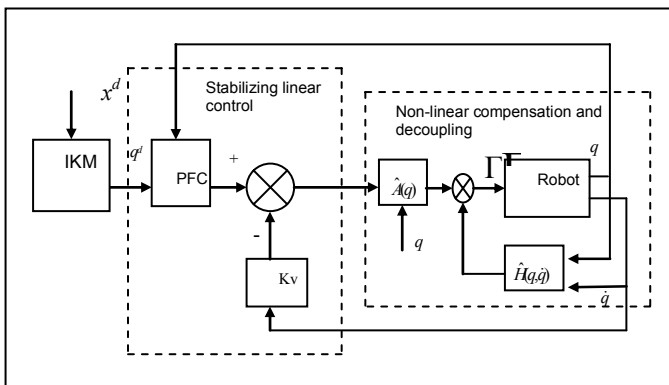 x^d
Stabilizing linear
control
Non-linear compensation and
decoupling
IKM
q^d
PFC
+
-
Kv
Â(q)
q
Γ
Robot
q
Ĥ(q,q̇)
q̇